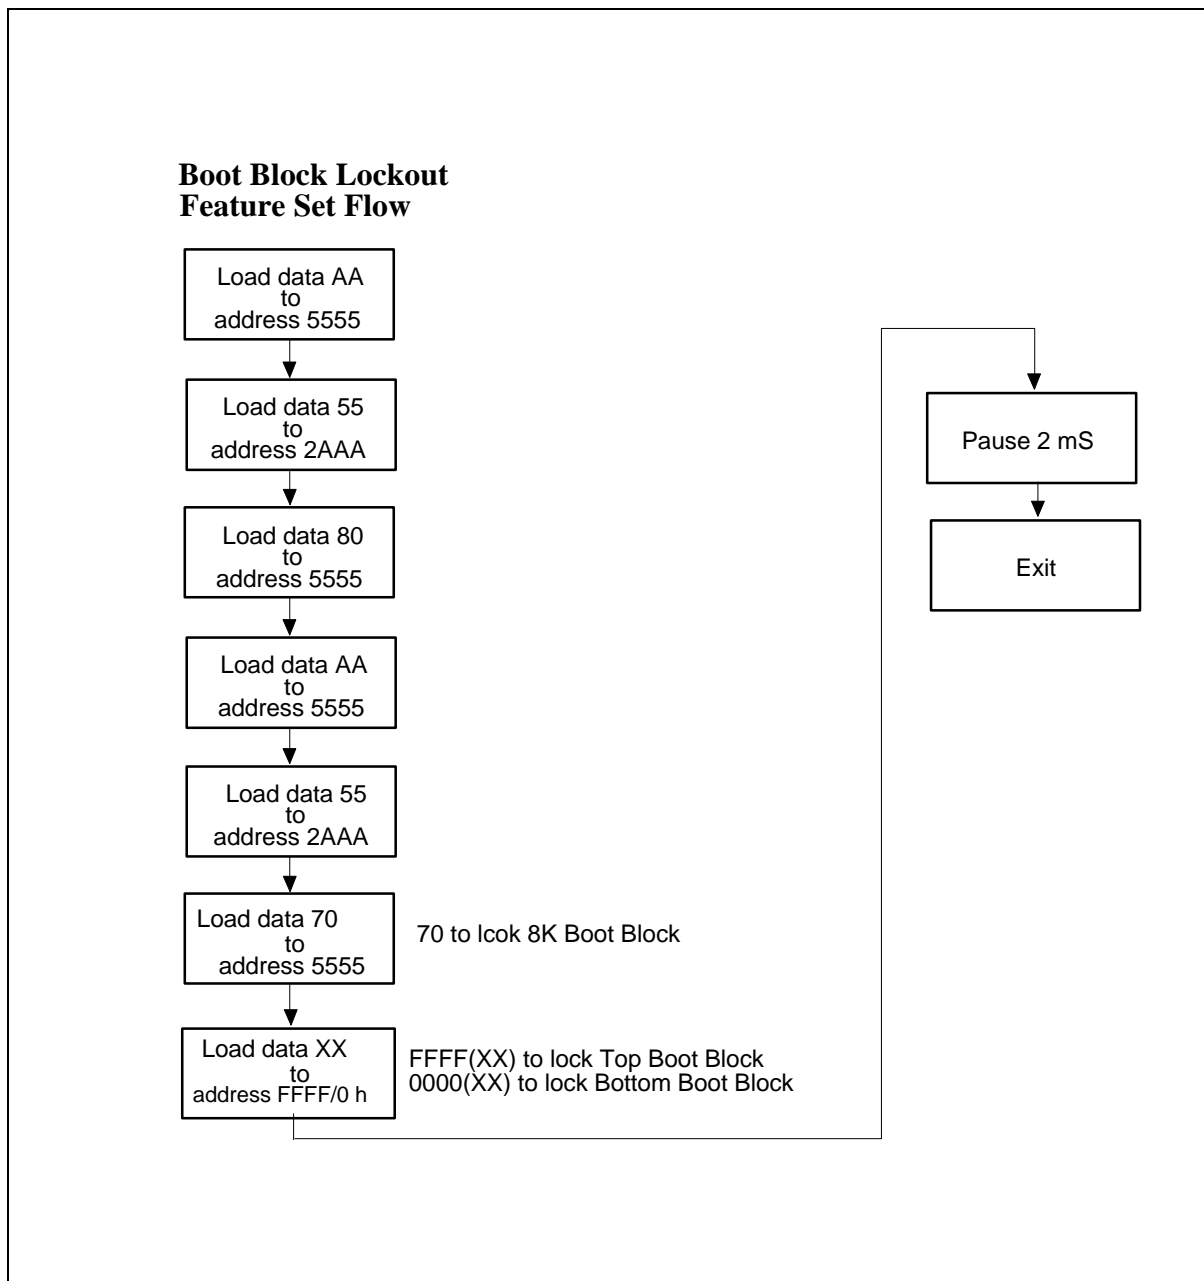 Boot Block Lockout
Feature Set Flow
Load data AA
to
address 5555
Load data 55
to
address 2AAA
Load data 80
to
address 5555
Load data AA
to
address 5555
Load data 55
to
address 2AAA
Load data 70
to
address 5555
70 to lcok 8K Boot Block
Load data XX
to
address FFFF/0 h
FFFF(XX) to lock Top Boot Block
0000(XX) to lock Bottom Boot Block
Pause 2 mS
Exit